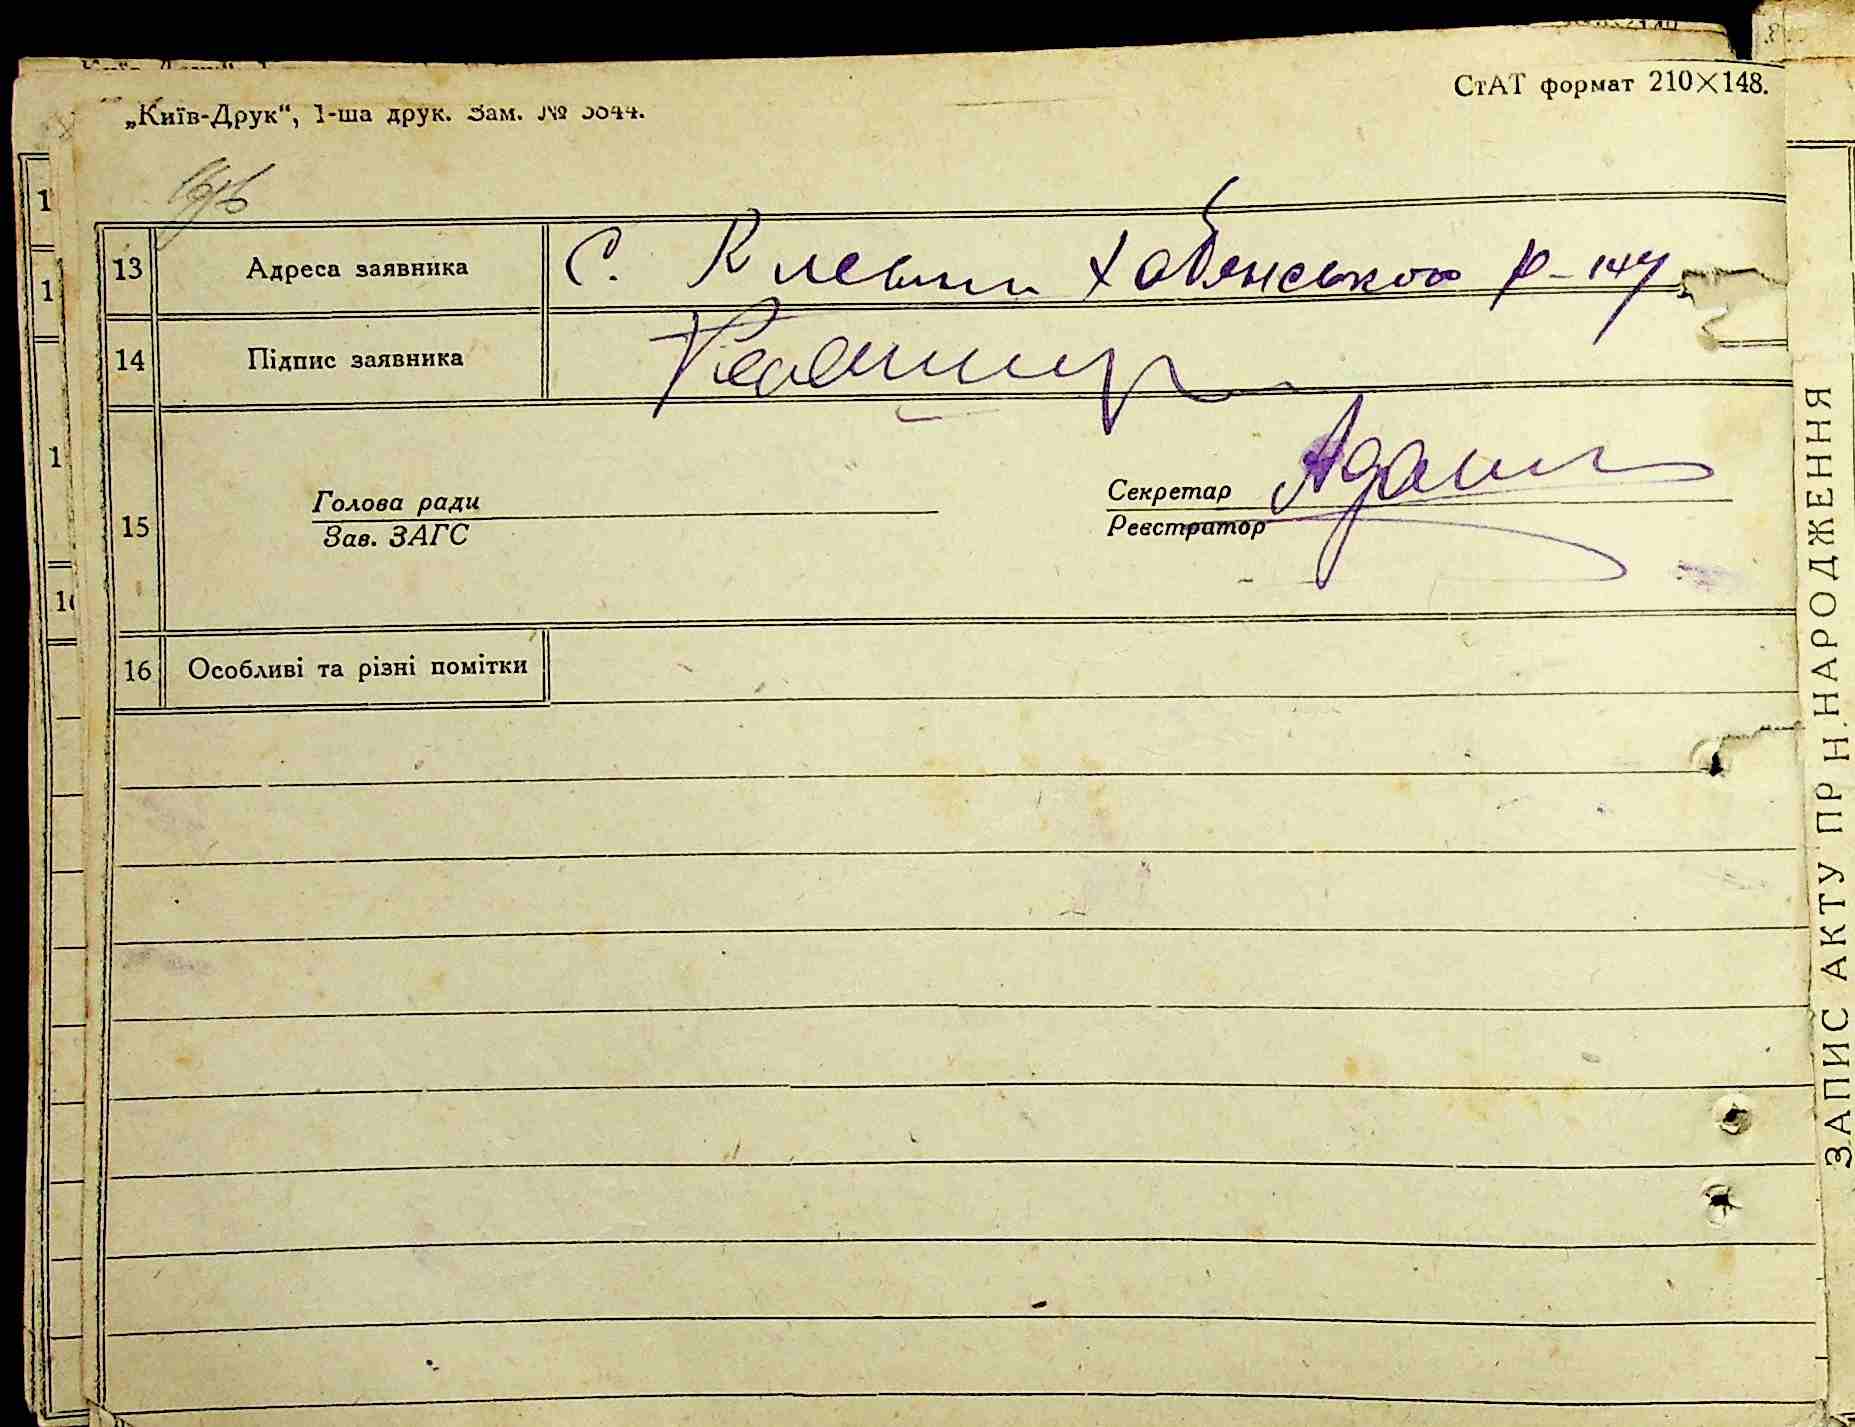 СтАТ формат 210×148.
„Київ-Друк“, 1-ша друк. Зам. № 5044.
13 Адреса заявника С. Клевин Хабенського р-ну
14 Підпис заявника
Голова ради Секретар
15
Зав. ЗАГС Реєстратор
16 Особливі та різні помітки
ЗАПИС АКТУ ПР Н.НАРОДЖЕННЯ